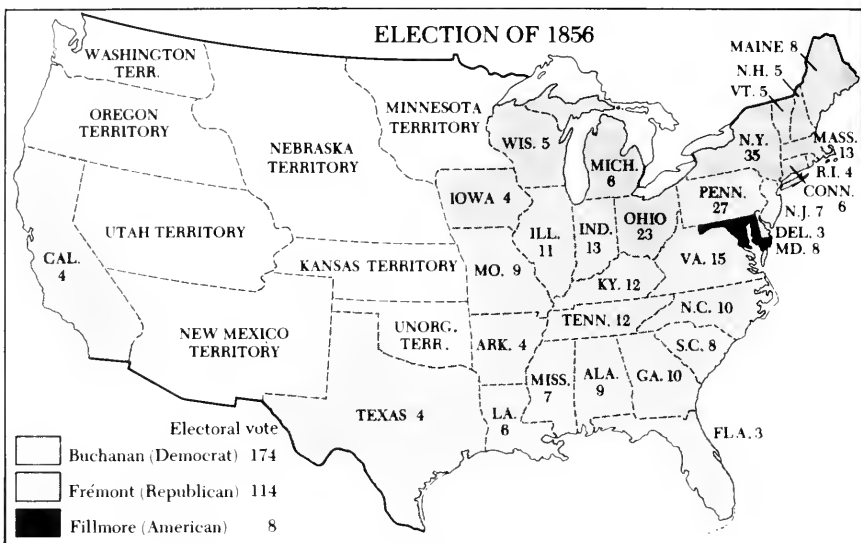 ELECTION OF 1856
WASHINGTON
TERR.
OREGON
TERRITORY
CAL.
4
UTAH TERRITORY
NEW MEXICO
TERRITORY
NEBRASKA
TERRITORY
KANSAS TERRITORY
UNORG.
TERR.
TEXAS 4
MINNESOTA
TERRITORY
IOWA 4
MO. 9
ARK. 4
LA.
6
WIS. 5
ILL.
11
MICH.
6
IND.
13
OHIO
23
KY. 12
TENN. 12
MISS.
7
ALA.
9
GA. 10
FLA. 3
S.C. 8
N.C. 10
VA. 15
PENN.
27
N.Y.
35
MAINE 8
N.H. 5
VT. 5
MASS.
13
R.I. 4
CONN.
6
N.J. 7
DEL. 3
MD. 8
Electoral vote
Buchanan (Democrat) 174
Frémont (Republican) 114
Fillmore (American) 8